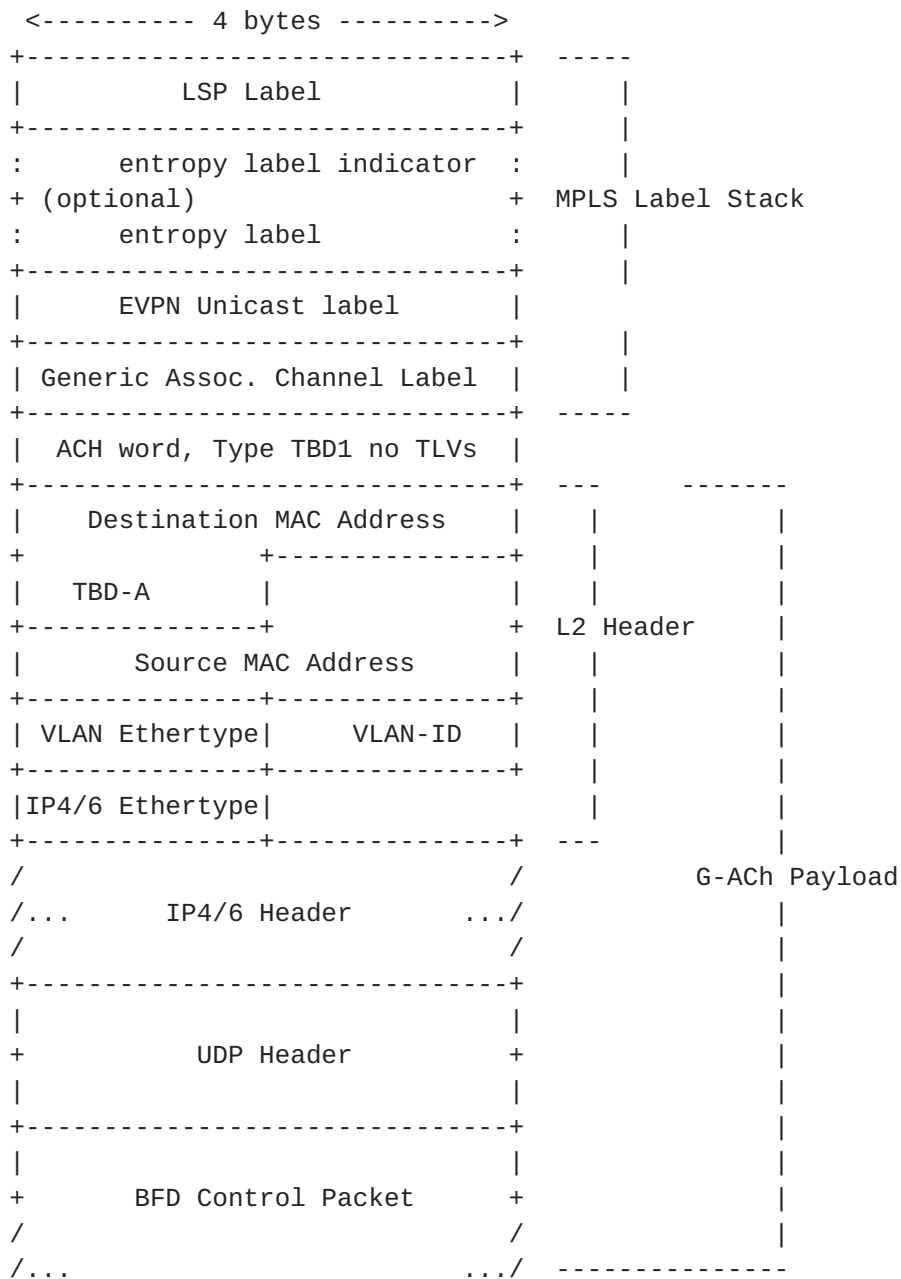 <---------- 4 bytes ---------->
+-------------------------------+  -----
|          LSP Label            |      |
+-------------------------------+      |
:      entropy label indicator  :      |
+ (optional)                    +  MPLS Label Stack
:      entropy label            :      |
+-------------------------------+      |
|      EVPN Unicast label       |
+-------------------------------+      |
| Generic Assoc. Channel Label  |      |
+-------------------------------+  -----
|  ACH word, Type TBD1 no TLVs  |
+-------------------------------+  ---     -------
|    Destination MAC Address    |    |           |
+               +---------------+    |           |
|   TBD-A       |               |    |           |
+---------------+               +  L2 Header     |
|       Source MAC Address      |    |           |
+---------------+---------------+    |           |
| VLAN Ethertype|     VLAN-ID   |    |           |
+---------------+---------------+    |           |
|IP4/6 Ethertype|                    |           |
+---------------+---------------+  ---           |
/                               /           G-ACh Payload
/...      IP4/6 Header       .../                |
/                               /                |
+-------------------------------+                |
|                               |                |
+           UDP Header          +                |
|                               |                |
+-------------------------------+                |
|                               |                |
+       BFD Control Packet      +                |
/                               /                |
/...                         .../  ---------------